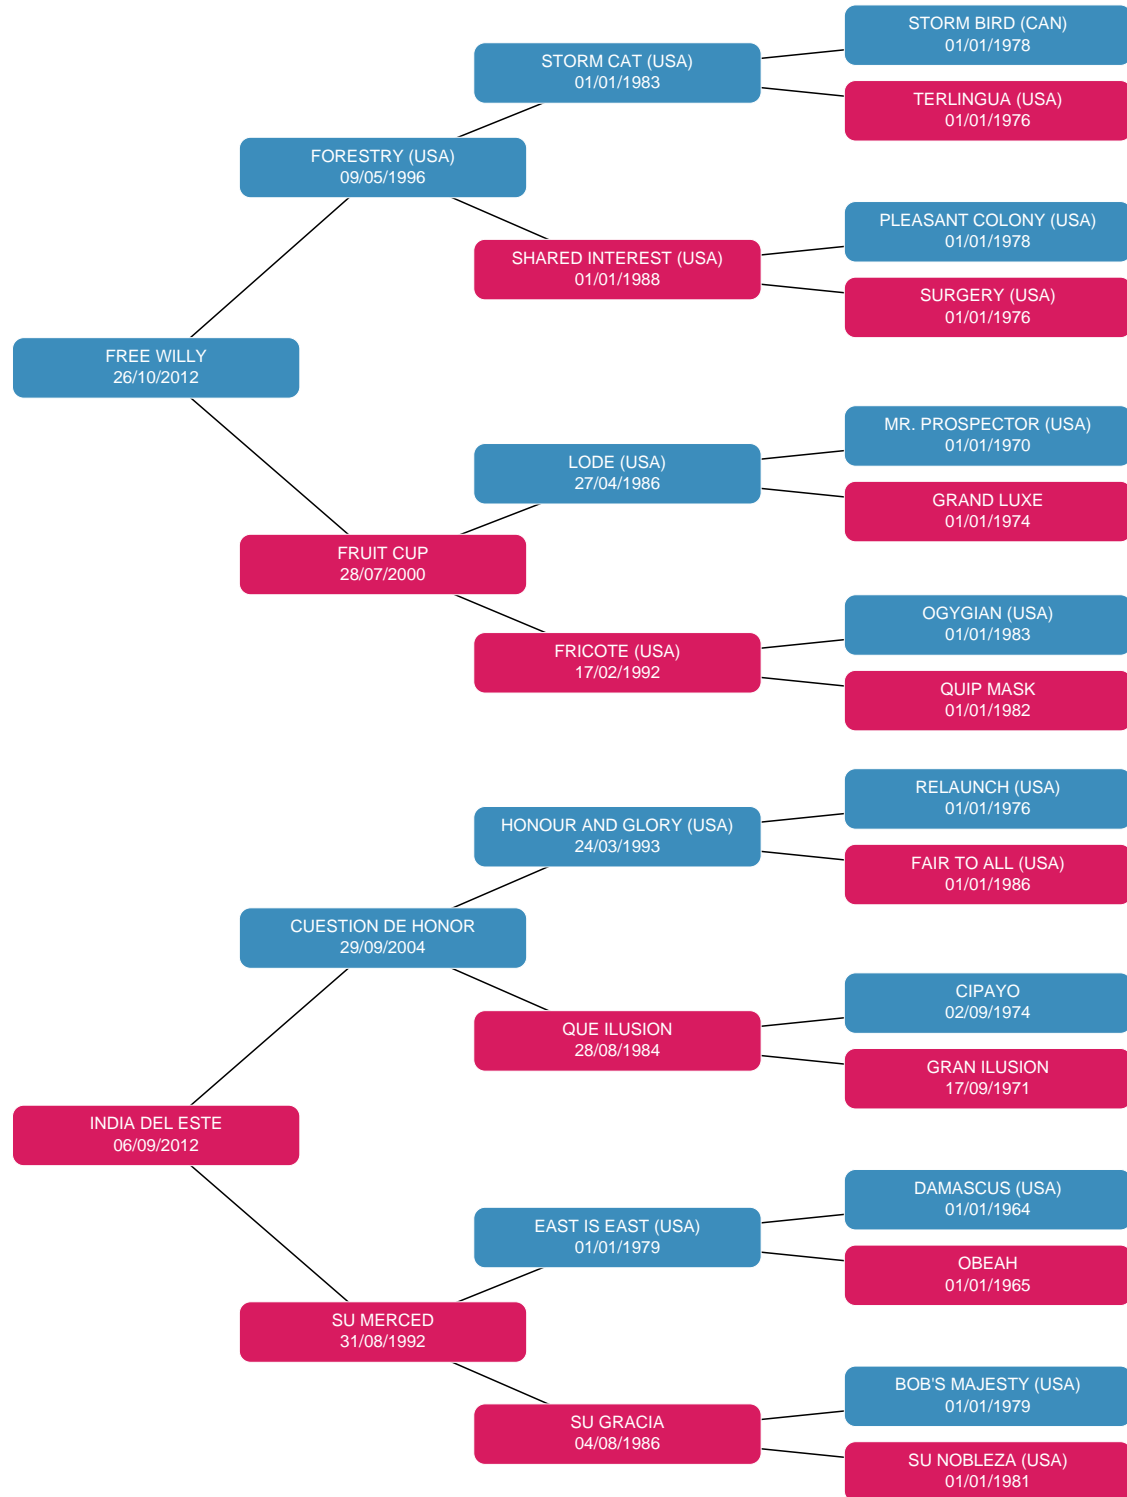 STORM BIRD (CAN)
01/01/1978
STORM CAT (USA)
01/01/1983
TERLINGUA (USA)
01/01/1976
FORESTRY (USA)
09/05/1996
PLEASANT COLONY (USA)
01/01/1978
SHARED INTEREST (USA)
01/01/1988
SURGERY (USA)
01/01/1976
FREE WILLY
26/10/2012
MR. PROSPECTOR (USA)
01/01/1970
LODE (USA)
27/04/1986
GRAND LUXE
01/01/1974
FRUIT CUP
28/07/2000
OGYGIAN (USA)
01/01/1983
FRICOTE (USA)
17/02/1992
QUIP MASK
01/01/1982
RELAUNCH (USA)
01/01/1976
HONOUR AND GLORY (USA)
24/03/1993
FAIR TO ALL (USA)
01/01/1986
CUESTION DE HONOR
29/09/2004
CIPAYO
02/09/1974
QUE ILUSION
28/08/1984
GRAN ILUSION
17/09/1971
INDIA DEL ESTE
06/09/2012
DAMASCUS (USA)
01/01/1964
EAST IS EAST (USA)
01/01/1979
OBEAH
01/01/1965
SU MERCED
31/08/1992
BOB'S MAJESTY (USA)
01/01/1979
SU GRACIA
04/08/1986
SU NOBLEZA (USA)
01/01/1981